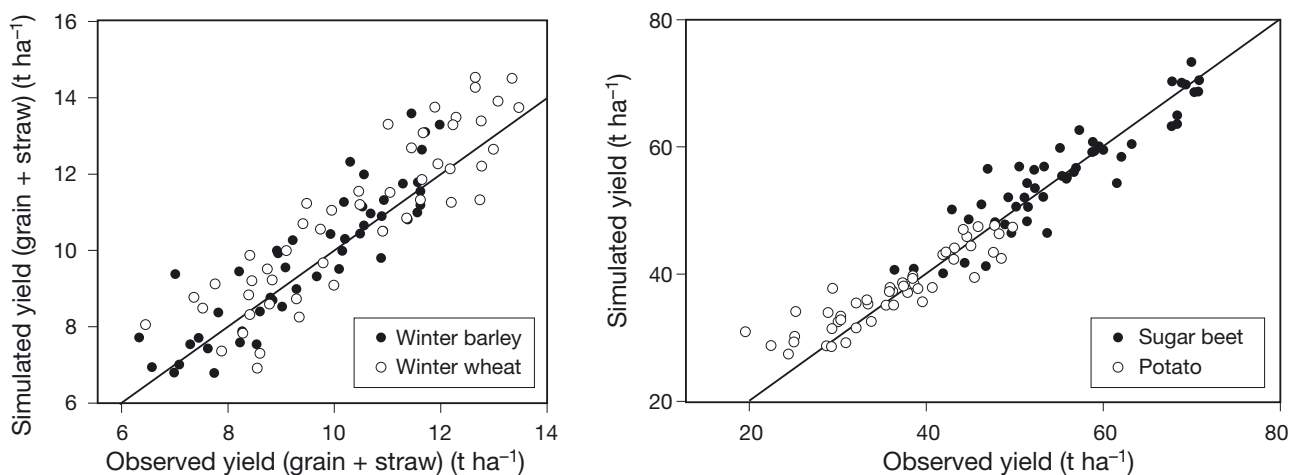 Simulated yield (grain + straw) (t ha⁻¹)
16
14
12
10
8
6
6
8
10
12
14
Observed yield (grain + straw) (t ha⁻¹)
Winter barley
Winter wheat
Simulated yield (t ha⁻¹)
80
60
40
20
20
40
60
80
Observed yield (t ha⁻¹)
Sugar beet
Potato